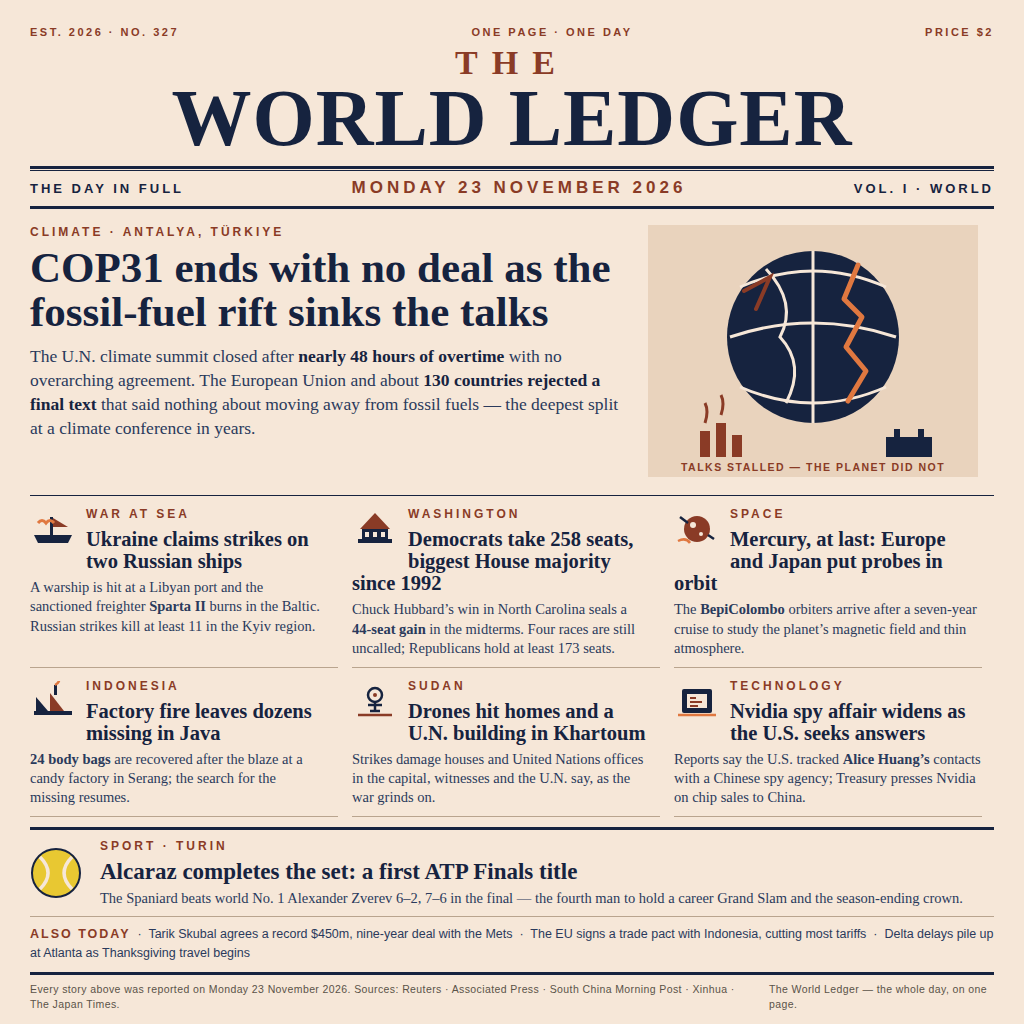 EST. 2026 · NO. 327
ONE PAGE · ONE DAY
PRICE $2
THE
WORLD LEDGER
THE DAY IN FULL
MONDAY 23 NOVEMBER 2026
VOL. I · WORLD
CLIMATE · ANTALYA, TÜRKIYE
COP31 ends with no deal as the
fossil-fuel rift sinks the talks
The U.N. climate summit closed after nearly 48 hours of overtime with no
overarching agreement. The European Union and about 130 countries rejected a
final text that said nothing about moving away from fossil fuels — the deepest split
at a climate conference in years.
TALKS STALLED — THE PLANET DID NOT
WAR AT SEA
Ukraine claims strikes on
two Russian ships
A warship is hit at a Libyan port and the
sanctioned freighter Sparta II burns in the Baltic.
Russian strikes kill at least 11 in the Kyiv region.
WASHINGTON
Democrats take 258 seats,
biggest House majority
since 1992
Chuck Hubbard’s win in North Carolina seals a
44-seat gain in the midterms. Four races are still
uncalled; Republicans hold at least 173 seats.
SPACE
Mercury, at last: Europe
and Japan put probes in
orbit
The BepiColombo orbiters arrive after a seven-year
cruise to study the planet’s magnetic field and thin
atmosphere.
INDONESIA
Factory fire leaves dozens
missing in Java
24 body bags are recovered after the blaze at a
candy factory in Serang; the search for the
missing resumes.
SUDAN
Drones hit homes and a
U.N. building in Khartoum
Strikes damage houses and United Nations offices
in the capital, witnesses and the U.N. say, as the
war grinds on.
TECHNOLOGY
Nvidia spy affair widens as
the U.S. seeks answers
Reports say the U.S. tracked Alice Huang’s contacts
with a Chinese spy agency; Treasury presses Nvidia
on chip sales to China.
SPORT · TURIN
Alcaraz completes the set: a first ATP Finals title
The Spaniard beats world No. 1 Alexander Zverev 6–2, 7–6 in the final — the fourth man to hold a career Grand Slam and the season-ending crown.
ALSO TODAY · Tarik Skubal agrees a record $450m, nine-year deal with the Mets · The EU signs a trade pact with Indonesia, cutting most tariffs · Delta delays pile up
at Atlanta as Thanksgiving travel begins
Every story above was reported on Monday 23 November 2026. Sources: Reuters · Associated Press · South China Morning Post · Xinhua ·
The Japan Times.
The World Ledger — the whole day, on one
page.